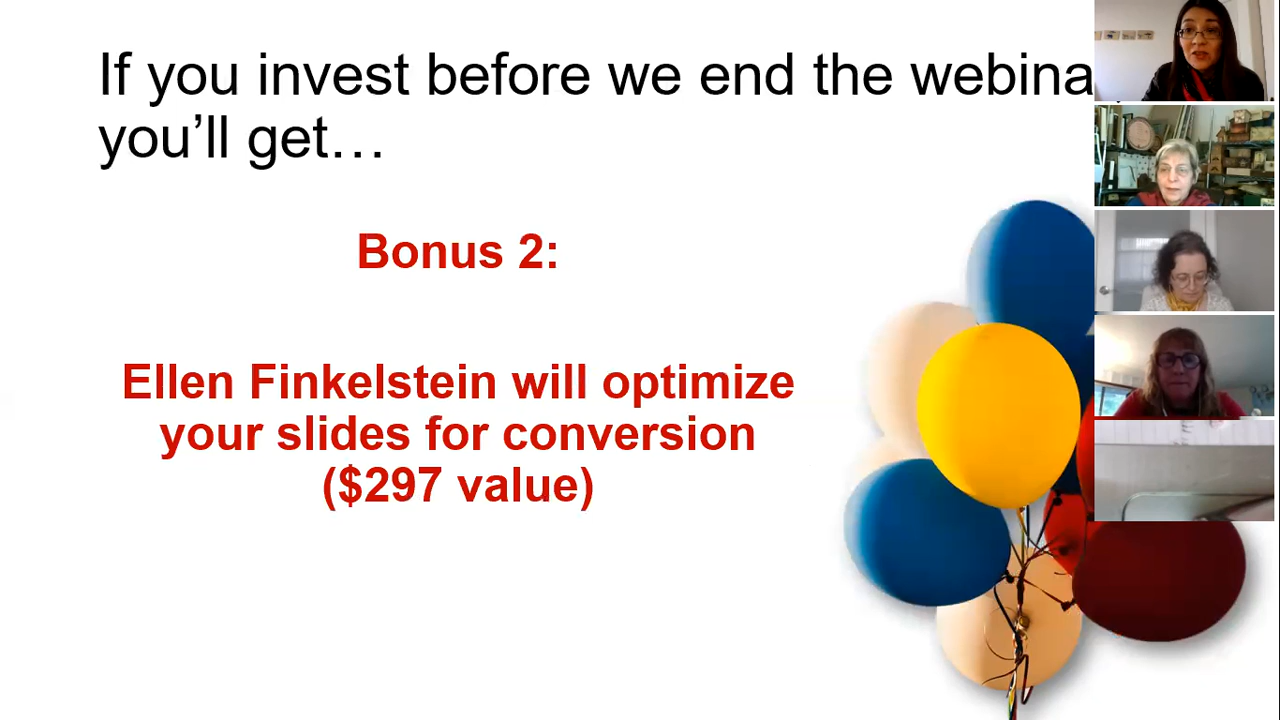 If you invest before we end the webina
you’ll get…
Bonus 2:
Ellen Finkelstein will optimize
your slides for conversion
($297 value)